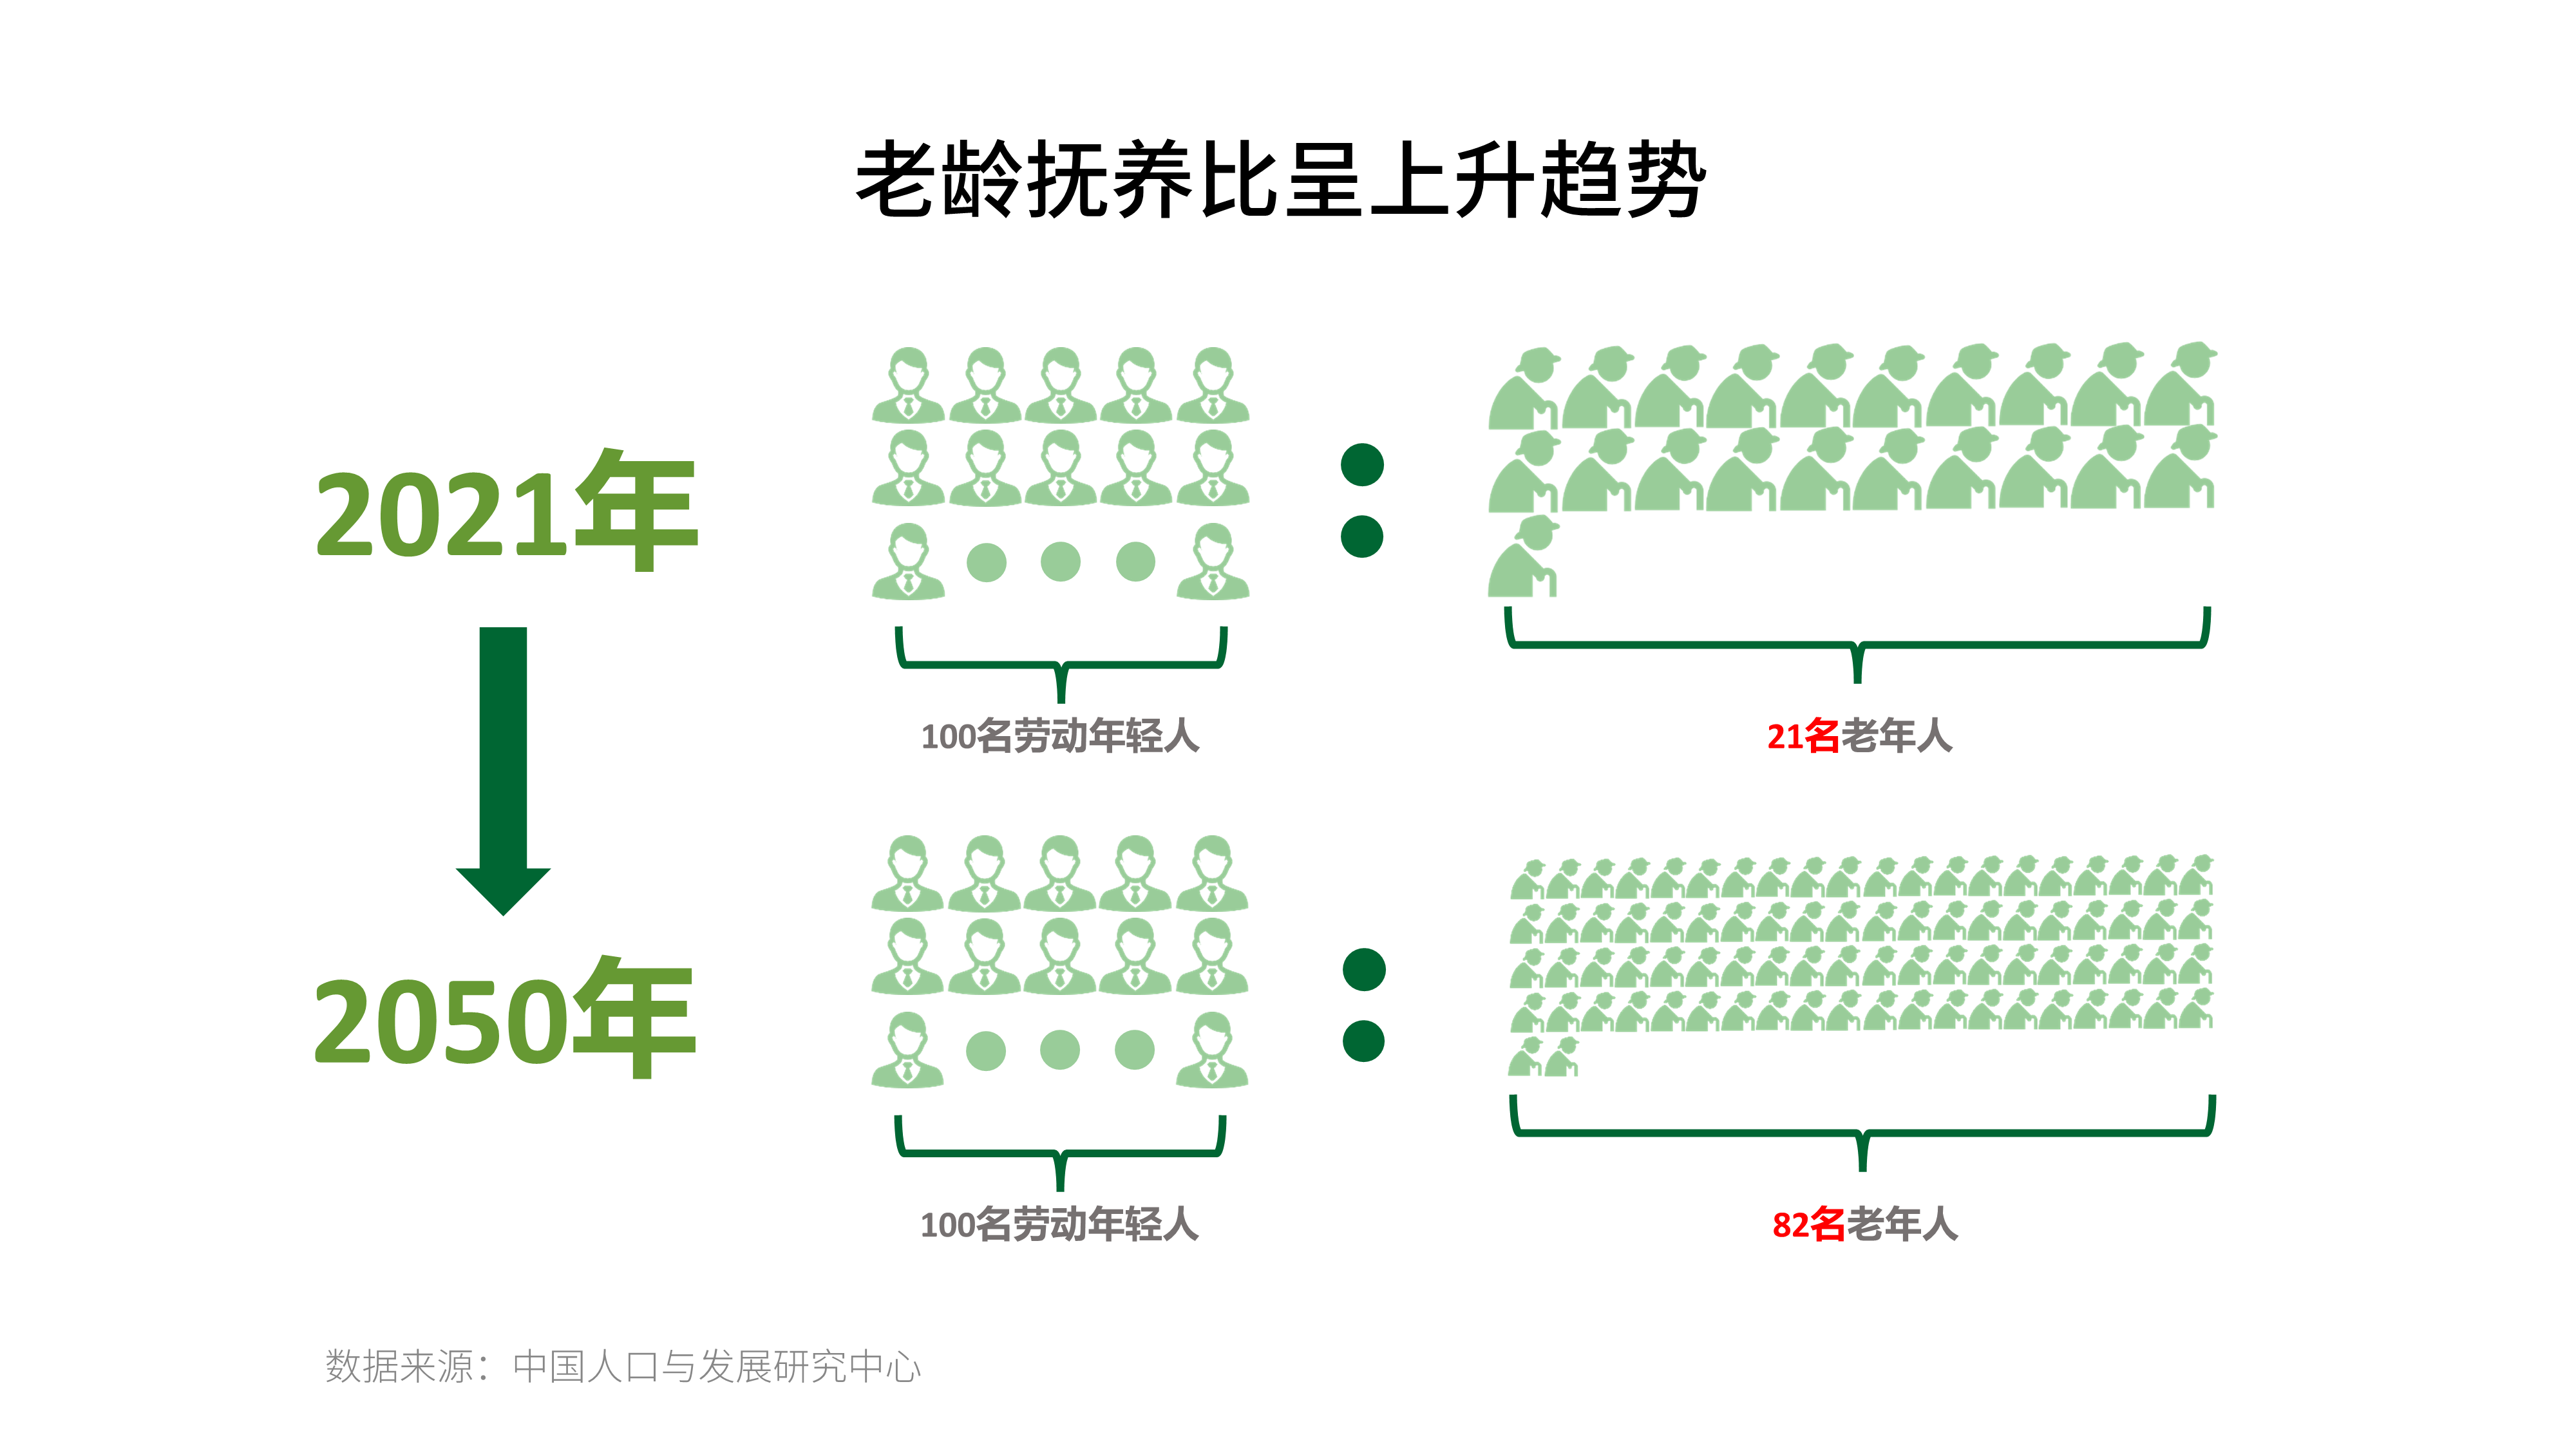 老龄抚养比呈上升趋势
2021年
100名劳动年轻人
21名老年人
2050年
100名劳动年轻人
82名老年人
数据来源：中国人口与发展研究中心